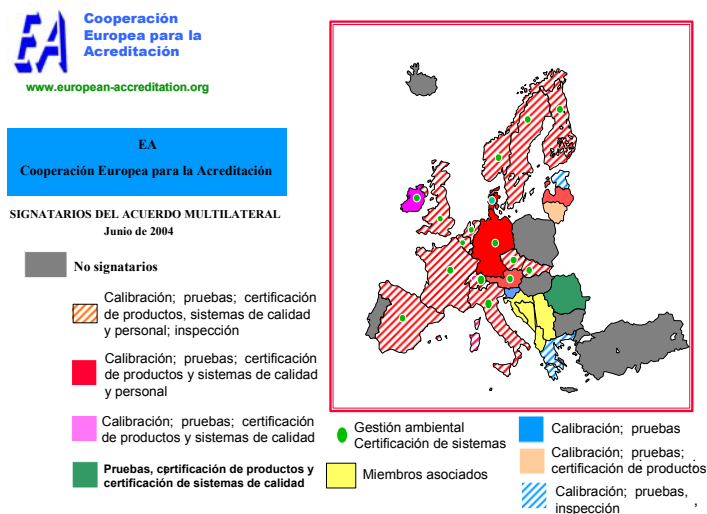 EA
Cooperación
Europea para la
Acreditación
www.european-accreditation.org
EA
Cooperación Europea para la Acreditación
SIGNATARIOS DEL ACUERDO MULTILATERAL
Junio de 2004
No signatarios
Calibración; pruebas; certificación
de productos, sistemas de calidad
y personal; inspección
Calibración; pruebas; certificación
de productos y sistemas de calidad
y personal
Calibración; pruebas; certificación
de productos y sistemas de calidad
Pruebas, certificación de productos y
certificación de sistemas de calidad
Gestión ambiental
Certificación de sistemas
Miembros asociados
Calibración; pruebas
Calibración; pruebas;
certificación de productos
Calibración; pruebas,
inspección